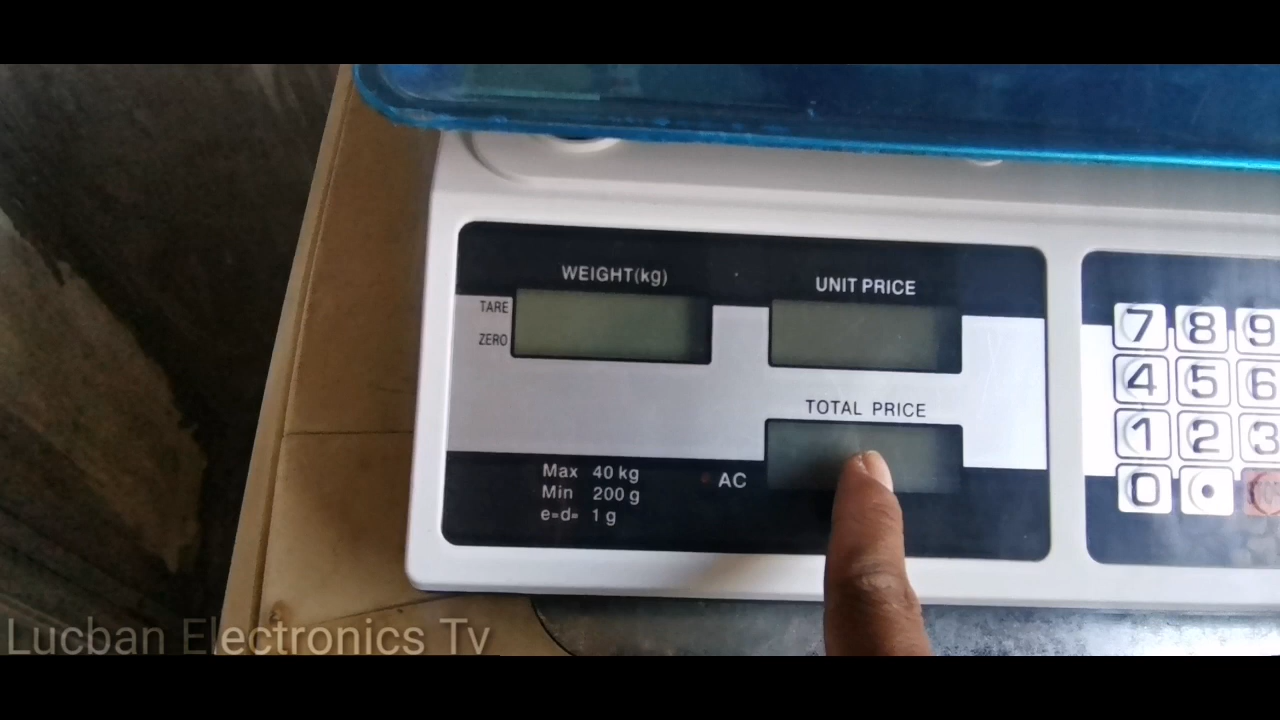 WEIGHT(kg)
UNIT PRICE
TARE
ZERO
TOTAL PRICE
Max 40 kg
Min 200 g
e=d= 1 g
AC
7 8 9
4 5 6
1 2 3
0 •
Lucban Electronics Tv